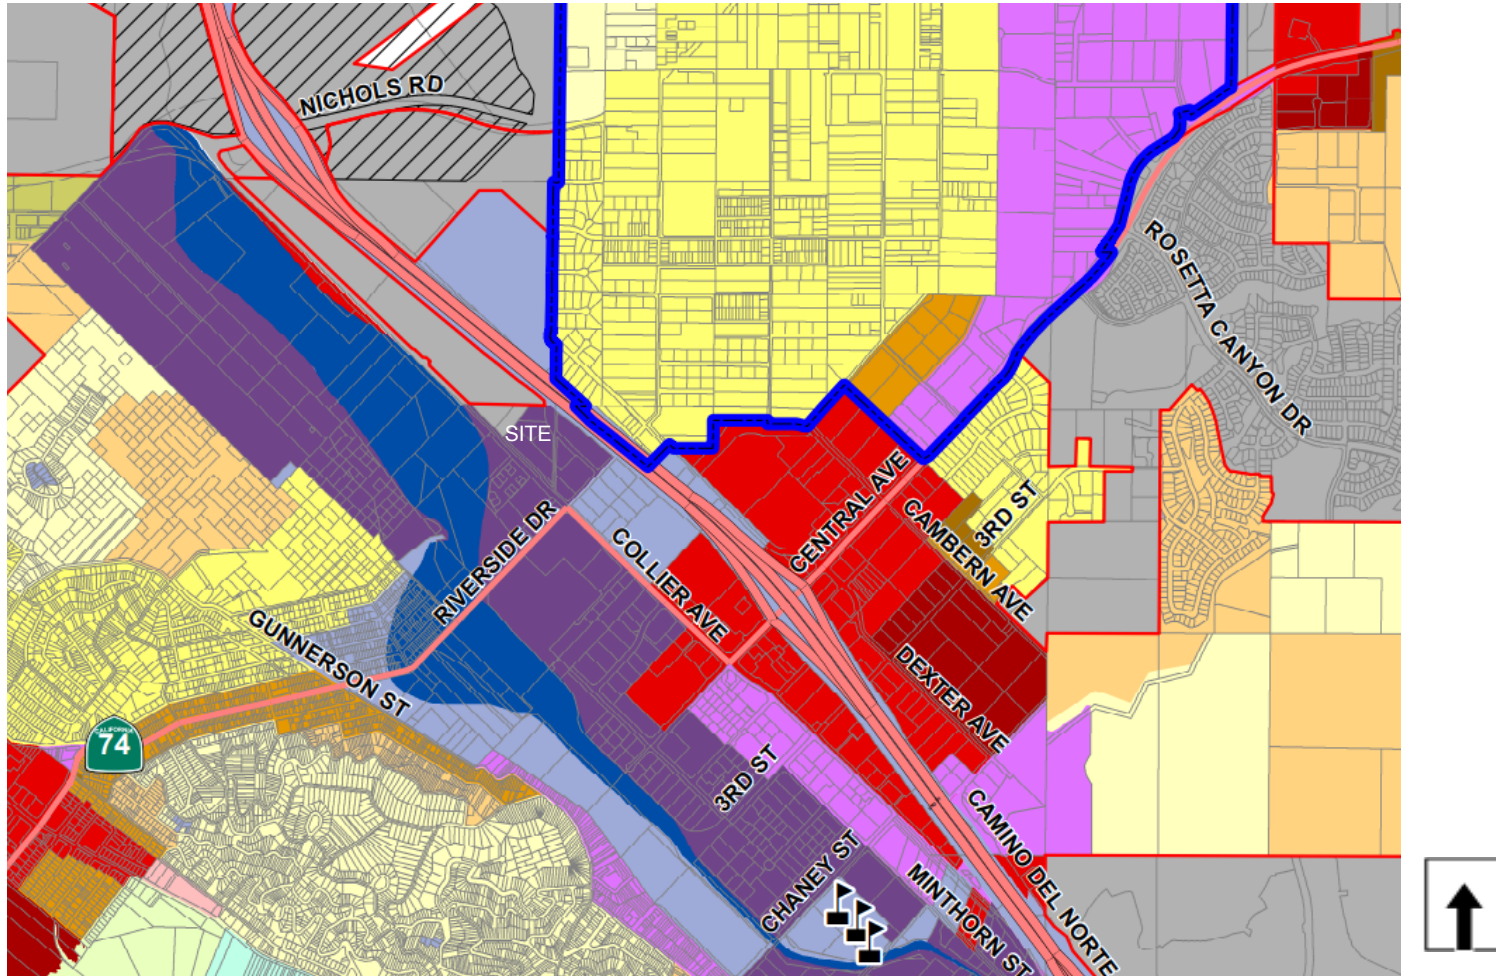 NICHOLS RD
ROSETTA CANYON DR
SITE
CENTRAL AVE
3RD ST
CAMBERN AVE
RIVERSIDE DR
COLLIER AVE
GUNNERSON ST
DEXTER AVE
CALIFORNIA
74
3RD ST
CAMINO DEL NORTE
CHANEY ST
MINTHORN ST